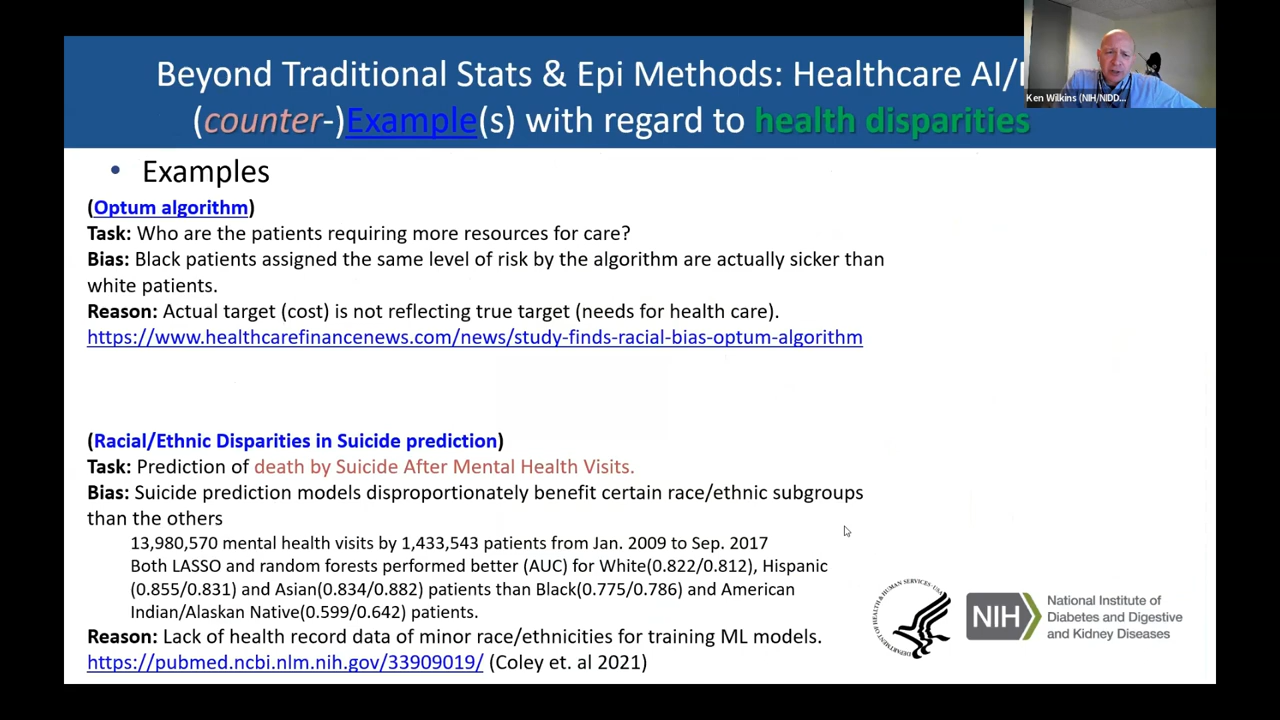 Beyond Traditional Stats & Epi Methods: Healthcare AI/
(counter-)Example(s) with regard to health disparities
Ken Wilkins (NIH/NIDD...
• Examples
(Optum algorithm)
Task: Who are the patients requiring more resources for care?
Bias: Black patients assigned the same level of risk by the algorithm are actually sicker than
white patients.
Reason: Actual target (cost) is not reflecting true target (needs for health care).
https://www.healthcarefinancenews.com/news/study-finds-racial-bias-optum-algorithm
(Racial/Ethnic Disparities in Suicide prediction)
Task: Prediction of death by Suicide After Mental Health Visits.
Bias: Suicide prediction models disproportionately benefit certain race/ethnic subgroups
than the others
13,980,570 mental health visits by 1,433,543 patients from Jan. 2009 to Sep. 2017
Both LASSO and random forests performed better (AUC) for White(0.822/0.812), Hispanic
(0.855/0.831) and Asian(0.834/0.882) patients than Black(0.775/0.786) and American
Indian/Alaskan Native(0.599/0.642) patients.
Reason: Lack of health record data of minor race/ethnicities for training ML models.
https://pubmed.ncbi.nlm.nih.gov/33909019/ (Coley et. al 2021)
DEPARTMENT OF HEALTH & HUMAN SERVICES • USA
NIH
National Institute of
Diabetes and Digestive
and Kidney Diseases